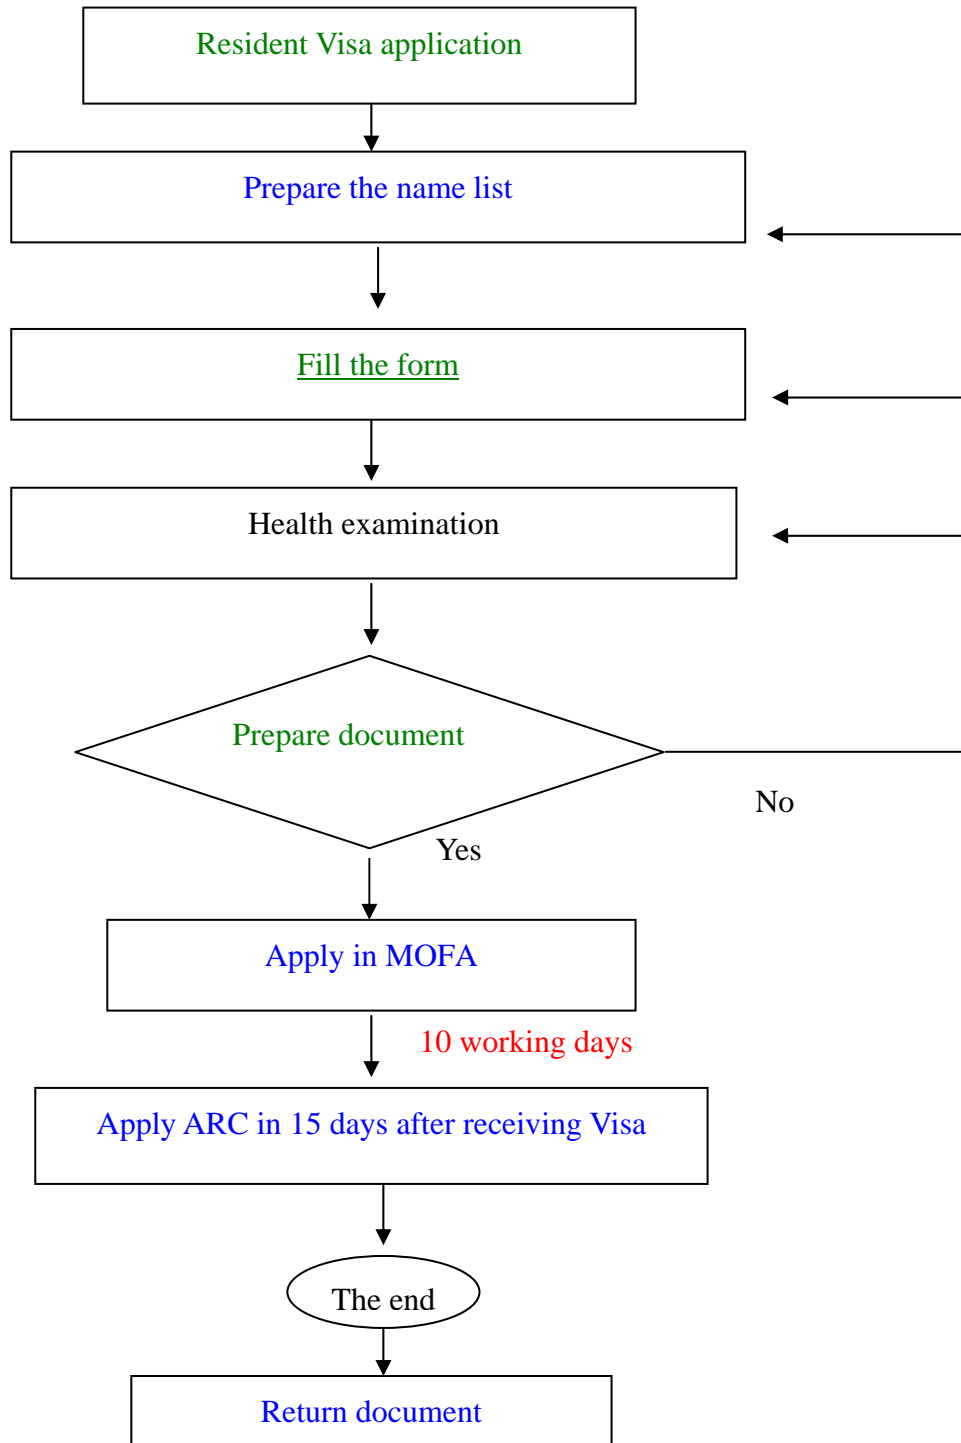 Resident Visa application
Prepare the name list
Fill the form
Health examination
Prepare document
No
Yes
Apply in MOFA
10 working days
Apply ARC in 15 days after receiving Visa
The end
Return document